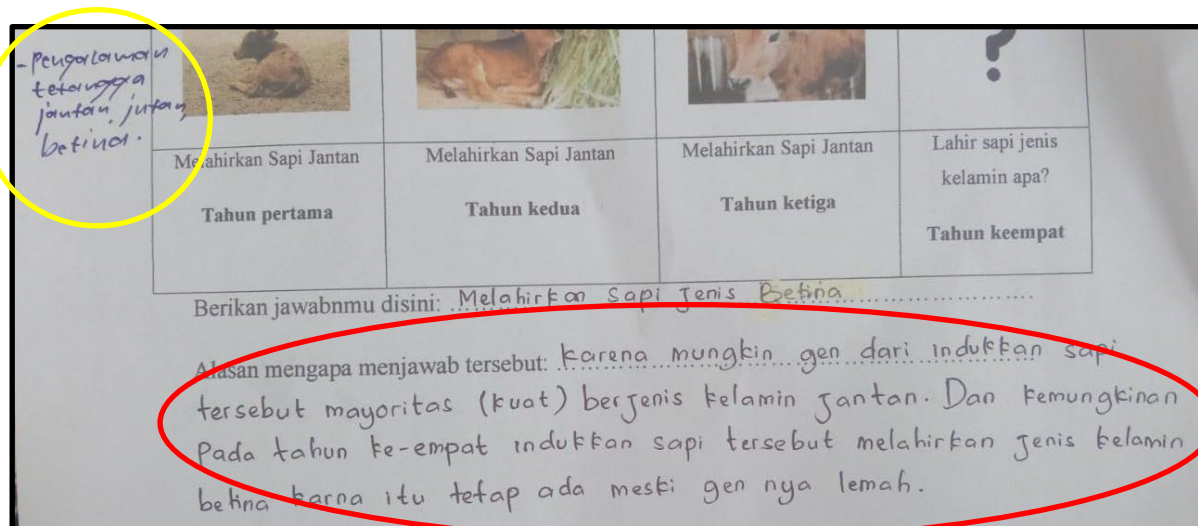 -Pengalaman
tetangga
jantan, jutan,
betina.
?
Melahirkan Sapi Jantan
Tahun pertama
Melahirkan Sapi Jantan
Tahun kedua
Melahirkan Sapi Jantan
Tahun ketiga
Lahir sapi jenis
kelamin apa?
Tahun keempat
Berikan jawabnmu disini: Melahirkan Sapi Jenis Betina
Alasan mengapa menjawab tersebut: karena mungkin gen dari indukkan sapi
tersebut mayoritas (kuat) berjenis kelamin Jantan. Dan kemungkinan
Pada tahun ke-empat indukkan sapi tersebut melahirkan Jenis kelamin
betina karna itu tetap ada meski gen nya lemah.